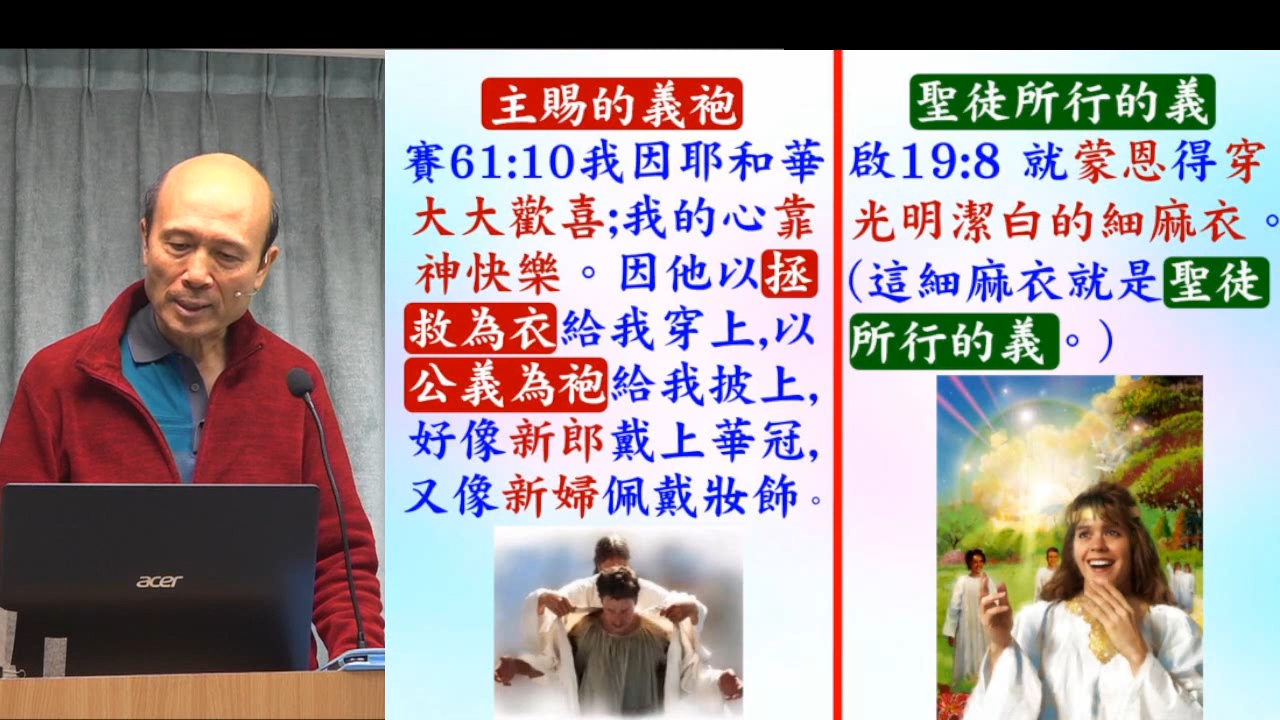 acer
主賜的義袍
賽61:10我因耶和華
大大歡喜;我的心靠
神快樂。因他以拯
救為衣給我穿上,以
公義為袍給我披上,
好像新郎戴上華冠,
又像新婦佩戴妝飾。
聖徒所行的義
啟19:8 就蒙恩得穿
光明潔白的細麻衣。
(這細麻衣就是聖徒
所行的義。)